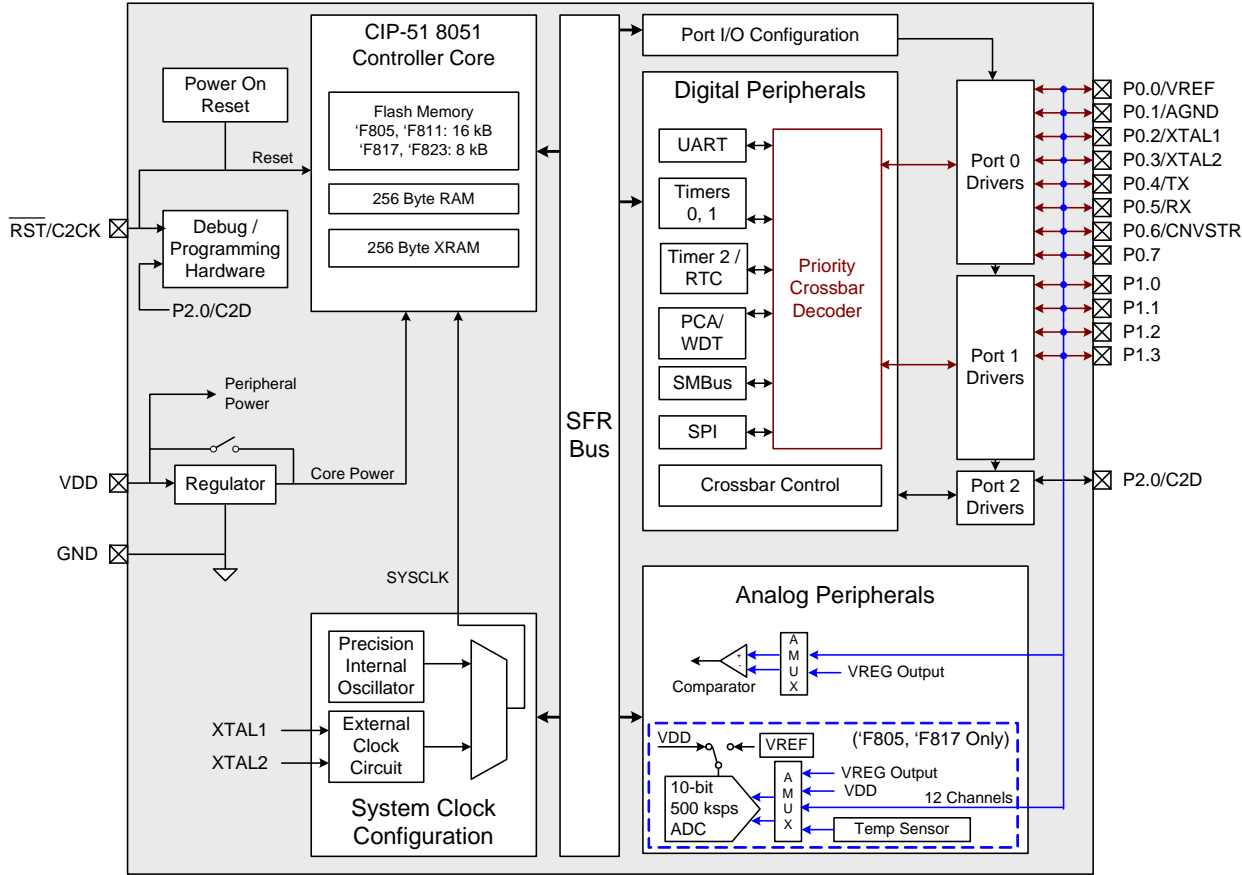 CIP-51 8051
Controller Core
Flash Memory
‘F805, ‘F811: 16 kB
‘F817, ‘F823: 8 kB
256 Byte RAM
256 Byte XRAM
Power On
Reset
Reset
RST/C2CK
Debug /
Programming
Hardware
P2.0/C2D
Peripheral
Power
VDD
Regulator
Core Power
GND
SYSCLK
Precision
Internal
Oscillator
XTAL1
XTAL2
External
Clock
Circuit
System Clock
Configuration
SFR
Bus
Port I/O Configuration
Digital Peripherals
UART
Timers
0, 1
Timer 2 /
RTC
PCA/
WDT
SMBus
SPI
Priority
Crossbar
Decoder
Crossbar Control
Port 0
Drivers
Port 1
Drivers
Port 2
Drivers
P0.0/VREF
P0.1/AGND
P0.2/XTAL1
P0.3/XTAL2
P0.4/TX
P0.5/RX
P0.6/CNVSTR
P0.7
P1.0
P1.1
P1.2
P1.3
P2.0/C2D
Analog Peripherals
+
-
Comparator
A
M
U
X
VREG Output
(‘F805, ‘F817 Only)
VDD
VREF
10-bit
500 ksps
ADC
A
M
U
X
VREG Output
VDD
12 Channels
Temp Sensor